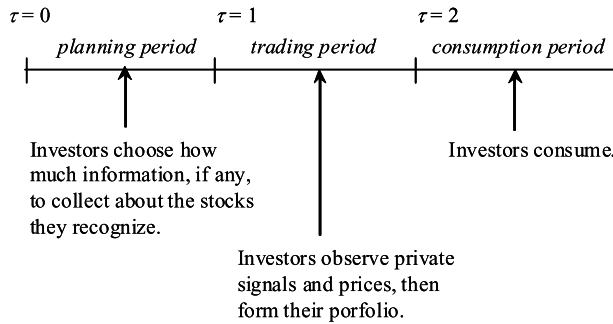 τ = 0 τ = 1 τ = 2
planning period trading period consumption period
Investors choose how
much information, if any,
to collect about the stocks
they recognize.
Investors consume.
Investors observe private
signals and prices, then
form their porfolio.